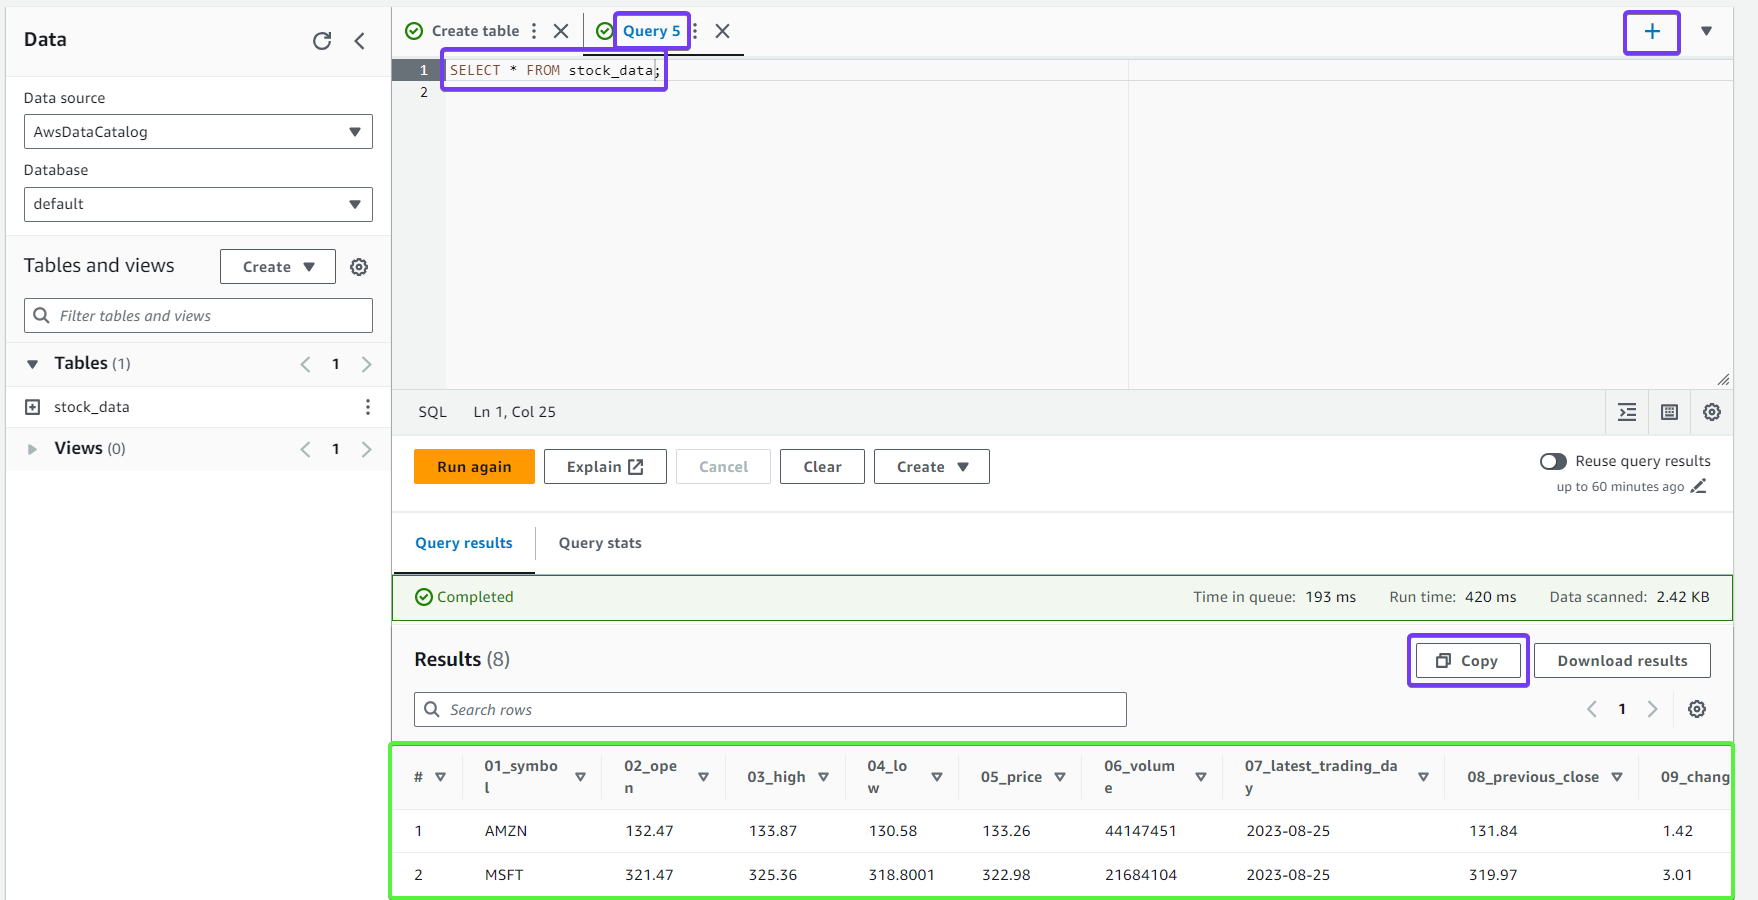 Data
Data source
AwsDataCatalog
Database
default
Tables and views
Create
Filter tables and views
Tables (1)
1
stock_data
Views (0)
1
Create table
Query 5
1 SELECT * FROM stock_data;
2
SQL Ln 1, Col 25
Run again
Explain
Cancel
Clear
Create
Reuse query results
up to 60 minutes ago
Query results
Query stats
Completed
Time in queue: 193 ms Run time: 420 ms Data scanned: 2.42 KB
Results (8)
Copy
Download results
Search rows
1
# 01_symbo
l 02_ope
n 03_high 04_lo
w 05_price 06_volum
e 07_latest_trading_da
y 08_previous_close 09_chang
1 AMZN 132.47 133.87 130.58 133.26 44147451 2023-08-25 131.84 1.42
2 MSFT 321.47 325.36 318.8001 322.98 21684104 2023-08-25 319.97 3.01